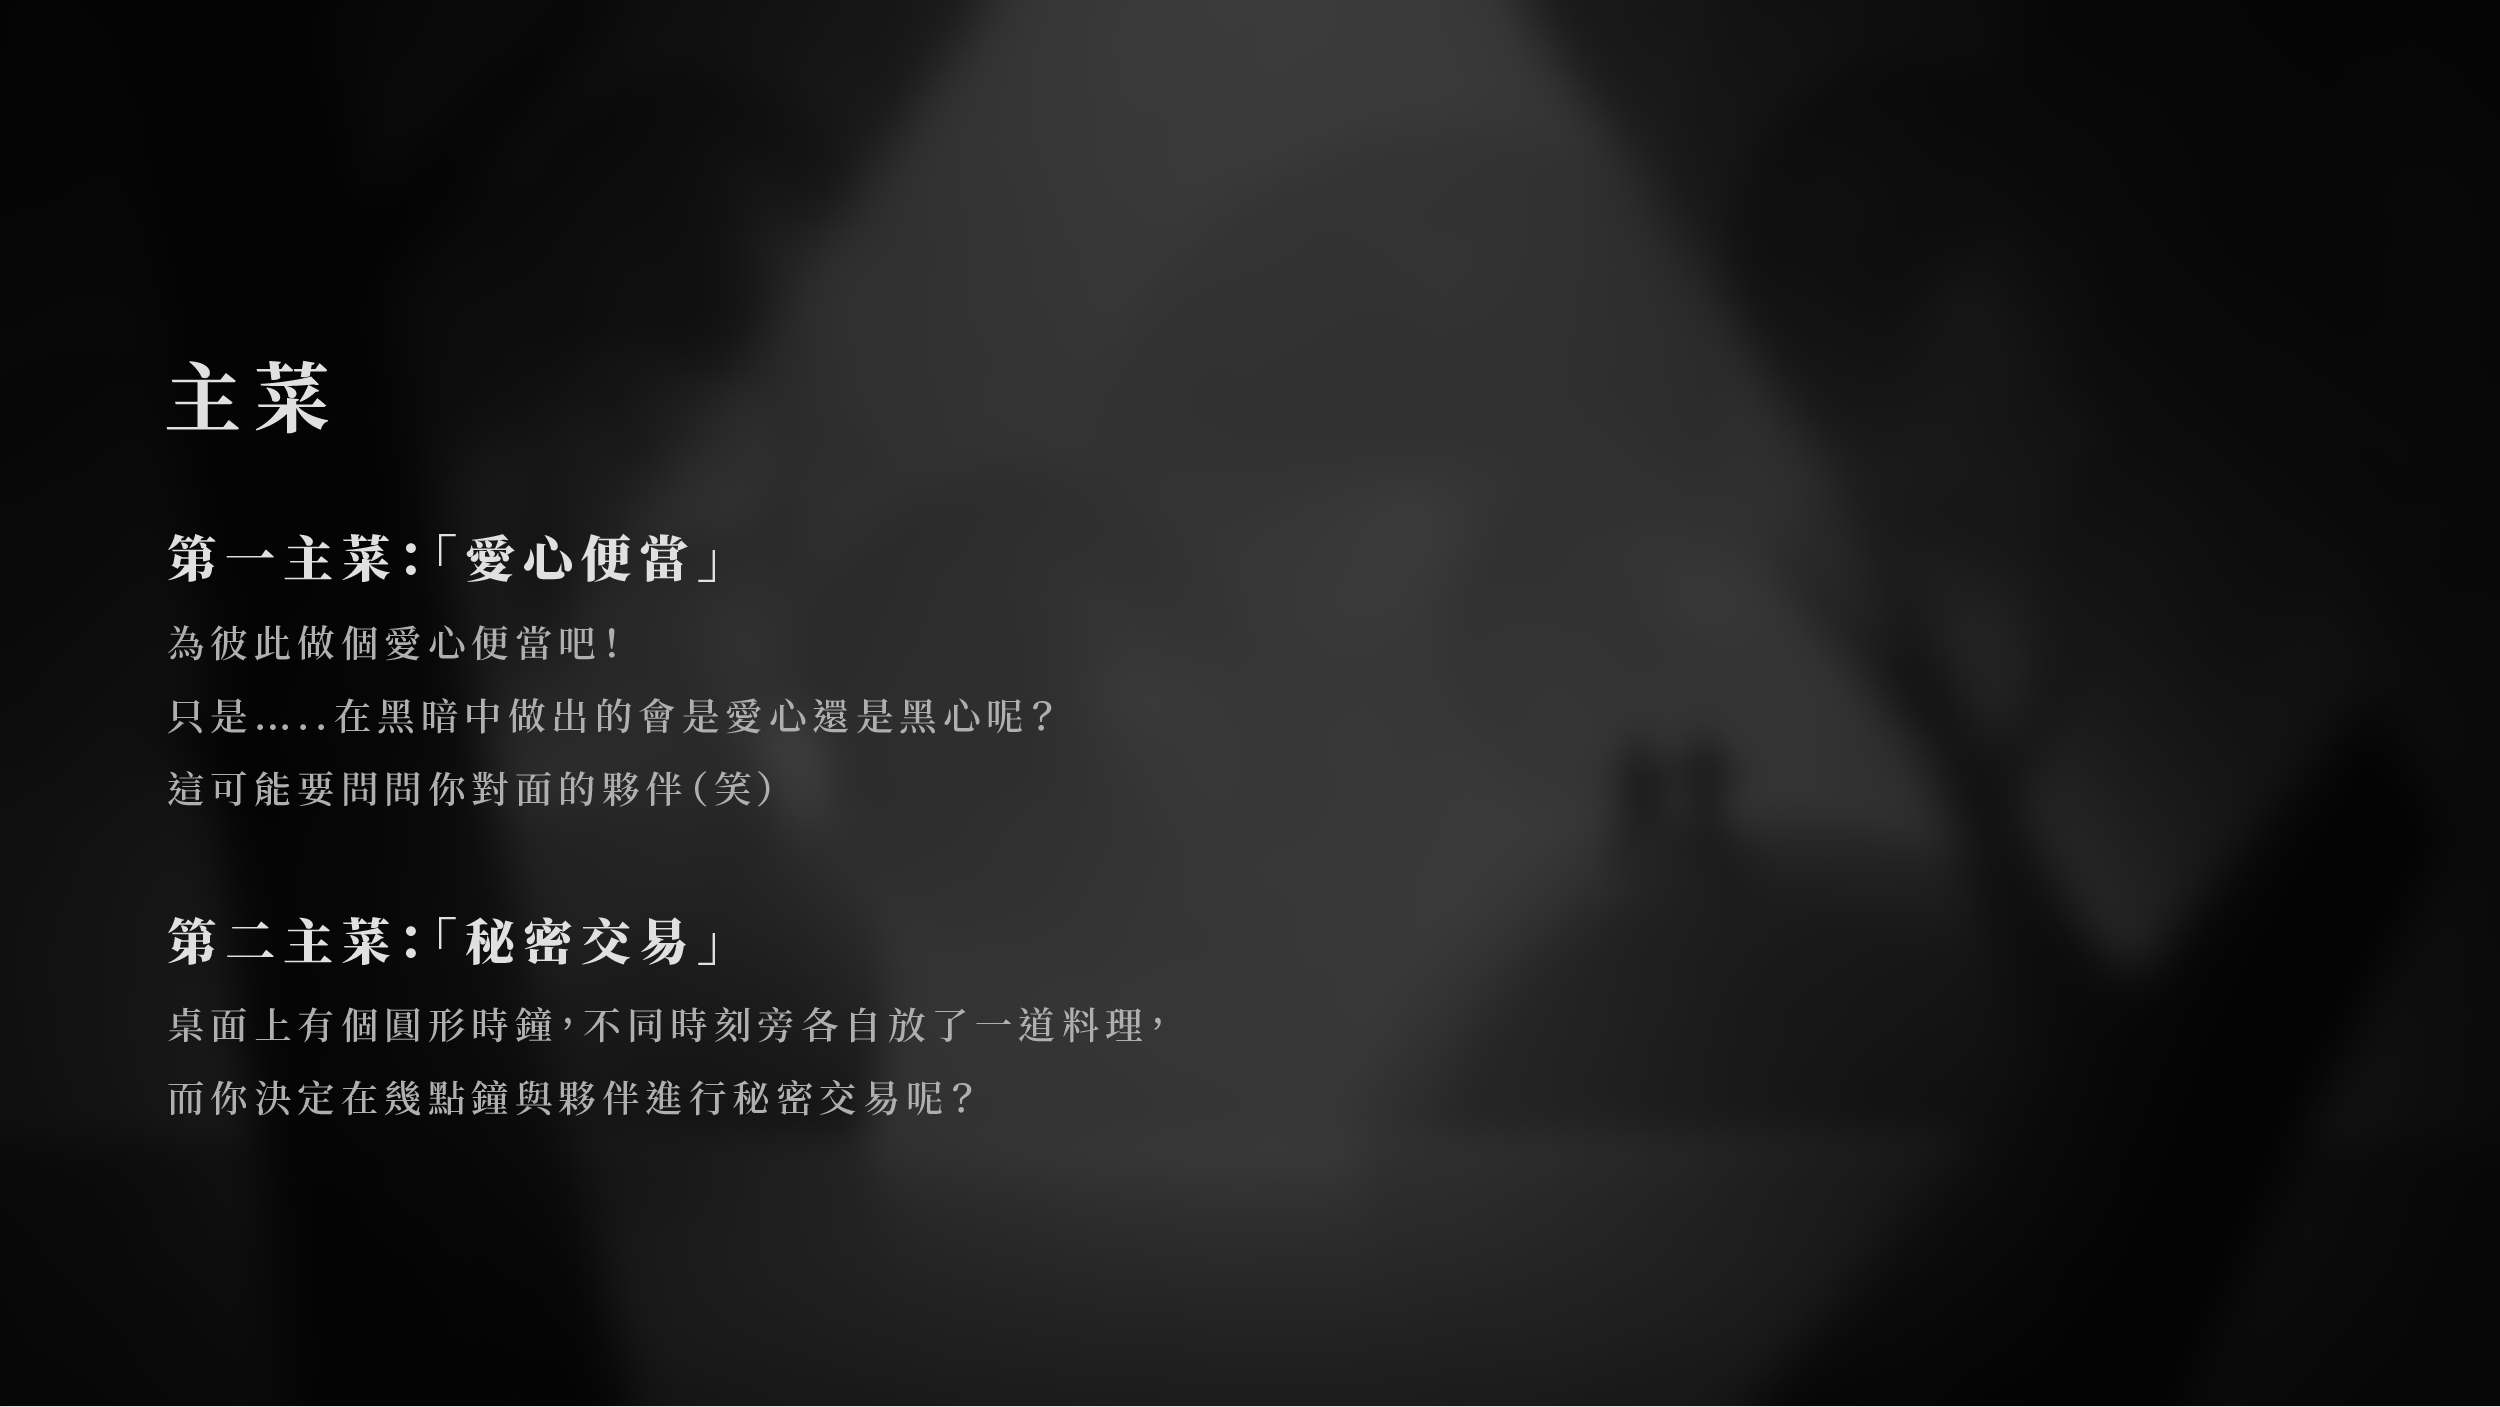 主菜
第一主菜：「愛心便當」
為彼此做個愛心便當吧！
只是.....在黑暗中做出的會是愛心還是黑心呢？
這可能要問問你對面的夥伴（笑）
第二主菜：「秘密交易」
桌面上有個圓形時鐘，不同時刻旁各自放了一道料理，
而你決定在幾點鐘與夥伴進行秘密交易呢？